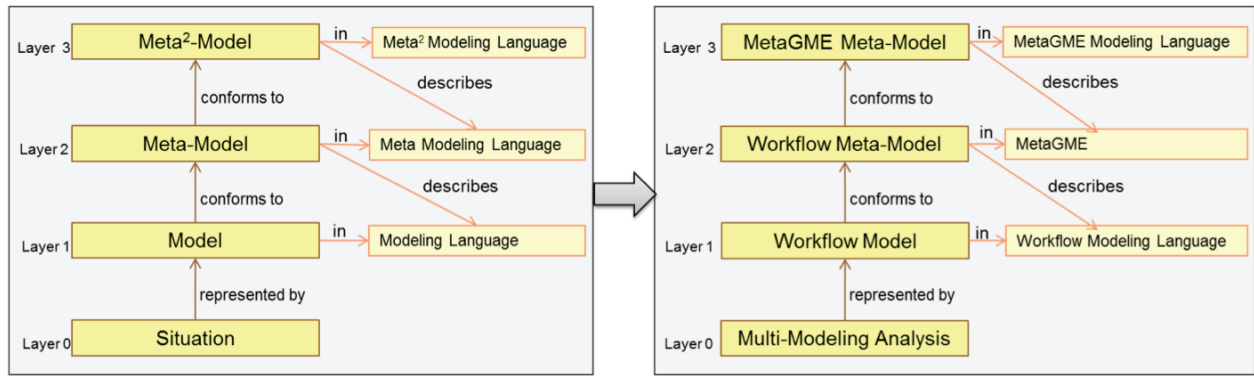 Layer 3
Meta²-Model
in
Meta² Modeling Language
describes
conforms to
Layer 2
Meta-Model
in
Meta Modeling Language
describes
conforms to
Layer 1
Model
in
Modeling Language
represented by
Layer 0
Situation
Layer 3
MetaGME Meta-Model
in
MetaGME Modeling Language
describes
conforms to
Layer 2
Workflow Meta-Model
in
MetaGME
describes
conforms to
Layer 1
Workflow Model
in
Workflow Modeling Language
represented by
Layer 0
Multi-Modeling Analysis